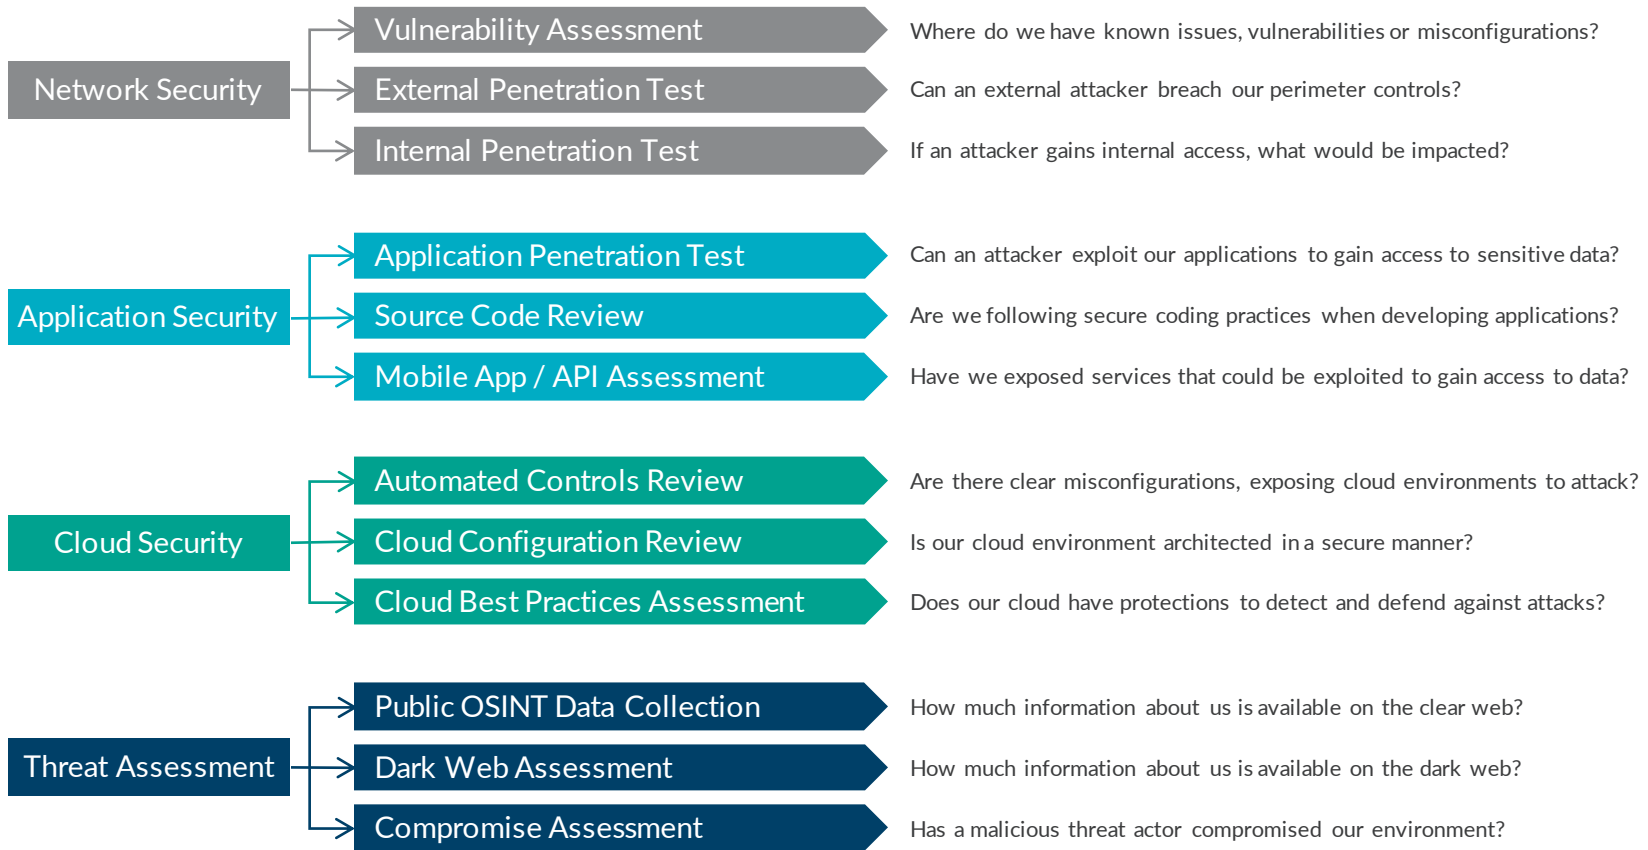 Network Security
Vulnerability Assessment
Where do we have known issues, vulnerabilities or misconfigurations?
External Penetration Test
Can an external attacker breach our perimeter controls?
Internal Penetration Test
If an attacker gains internal access, what would be impacted?
Application Security
Application Penetration Test
Can an attacker exploit our applications to gain access to sensitive data?
Source Code Review
Are we following secure coding practices when developing applications?
Mobile App / API Assessment
Have we exposed services that could be exploited to gain access to data?
Cloud Security
Automated Controls Review
Are there clear misconfigurations, exposing cloud environments to attack?
Cloud Configuration Review
Is our cloud environment architected in a secure manner?
Cloud Best Practices Assessment
Does our cloud have protections to detect and defend against attacks?
Threat Assessment
Public OSINT Data Collection
How much information about us is available on the clear web?
Dark Web Assessment
How much information about us is available on the dark web?
Compromise Assessment
Has a malicious threat actor compromised our environment?